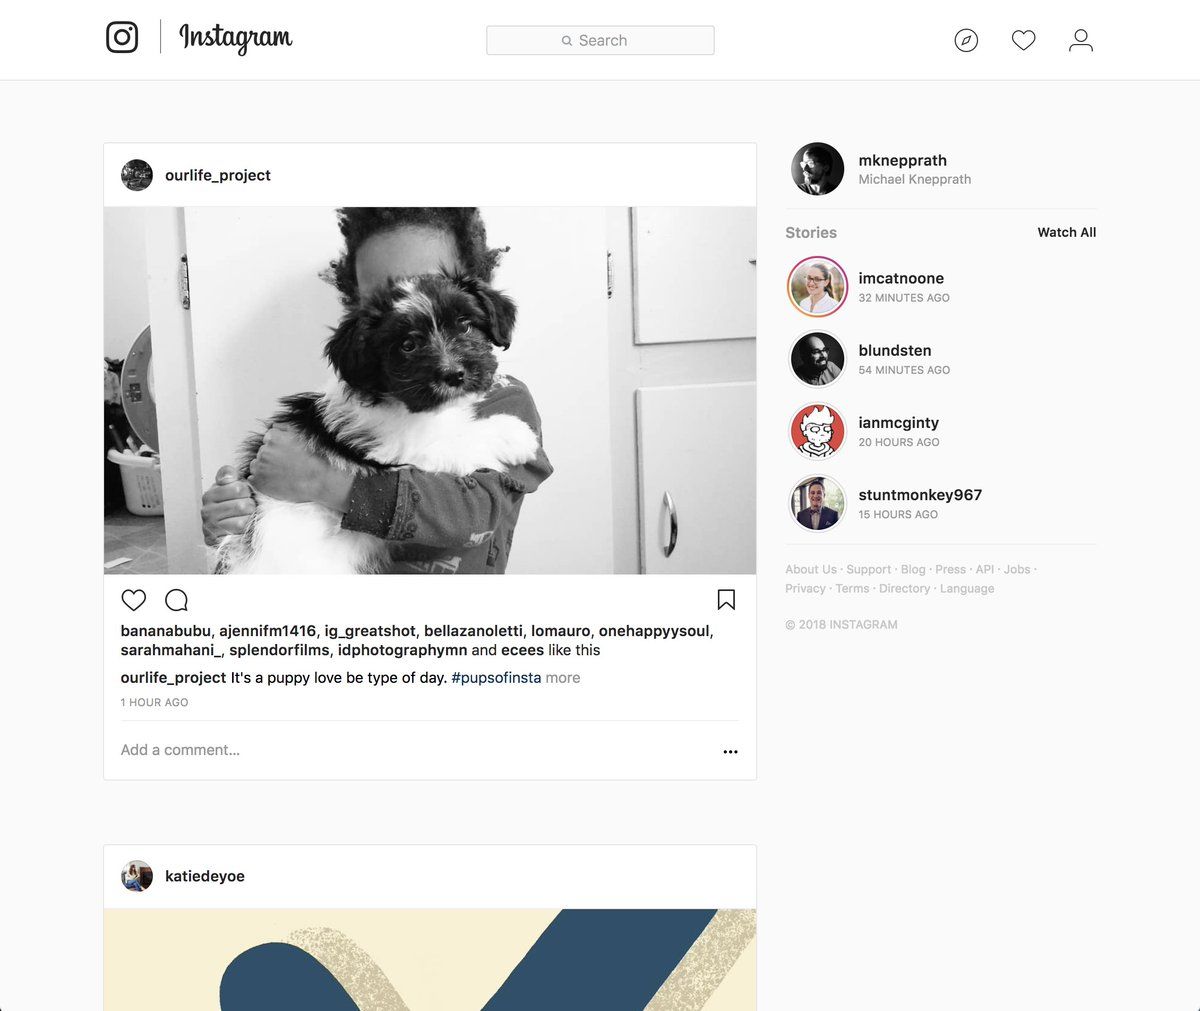 Instagram
Search
ourlife_project
bananabubu, ajennifm1416, ig_greatshot, bellazanoletti, lomauro, onehappyysoul,
sarahmahani_, splendorfilms, idphotographymn and ecees like this
ourlife_project It's a puppy love be type of day. #pupsofinsta more
1 HOUR AGO
Add a comment...
katiedeyoe
mknepprath
Michael Knepprath
Stories Watch All
imcatnoone
32 MINUTES AGO
blundsten
54 MINUTES AGO
ianmcginty
20 HOURS AGO
stuntmonkey967
15 HOURS AGO
About Us · Support · Blog · Press · API · Jobs ·
Privacy · Terms · Directory · Language
© 2018 INSTAGRAM